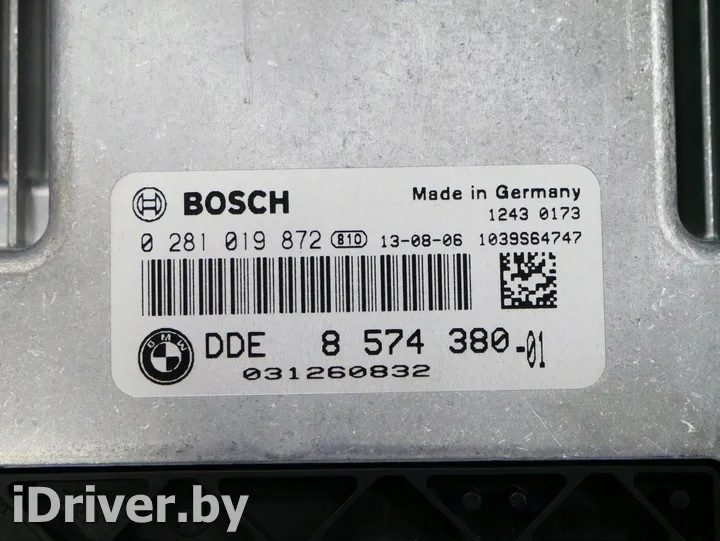 BOSCH
Made in Germany
1243 0173
0 281 019 872 810 13-08-06 1039S64747
BMW
DDE 8 574 380-01
031260832
iDriver.by